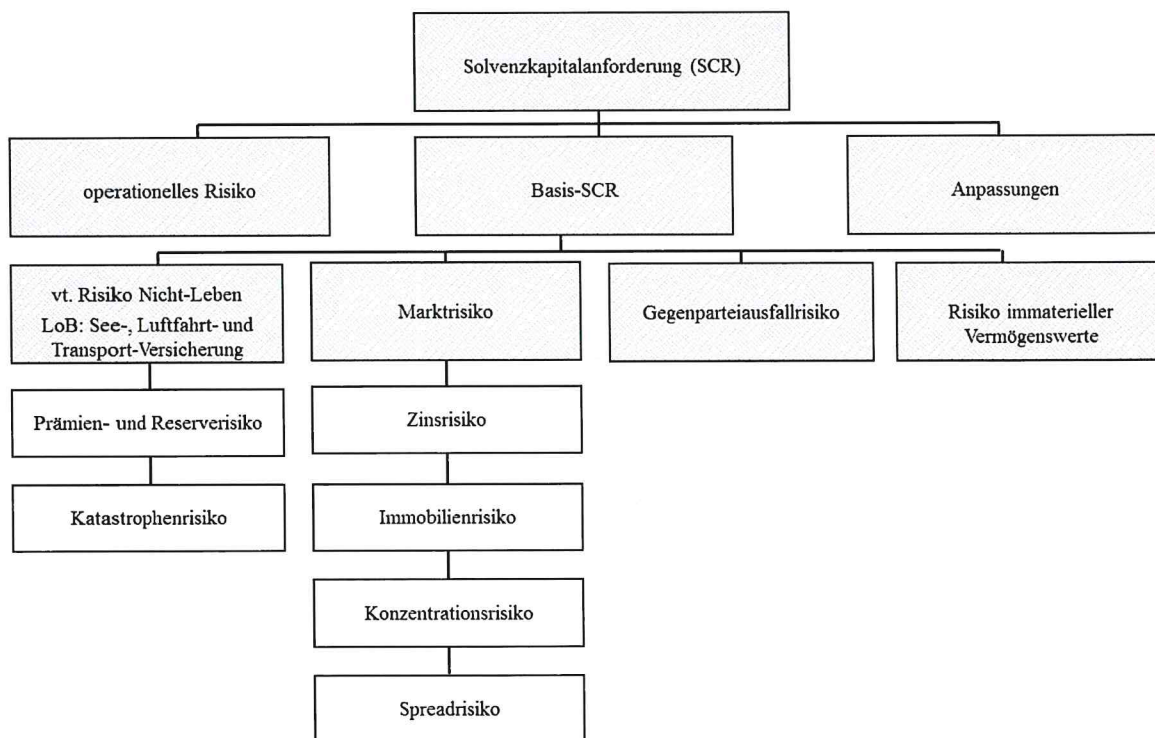 Solvenzkapitalanforderung (SCR)
operationelles Risiko
Basis-SCR
Anpassungen
vt. Risiko Nicht-Leben
LoB: See-, Luftfahrt- und
Transport-Versicherung
Marktrisiko
Gegenparteiausfallrisiko
Risiko immaterieller
Vermögenswerte
Prämien- und Reserverisiko
Zinsrisiko
Katastrophenrisiko
Immobilienrisiko
Konzentrationsrisiko
Spreadrisiko